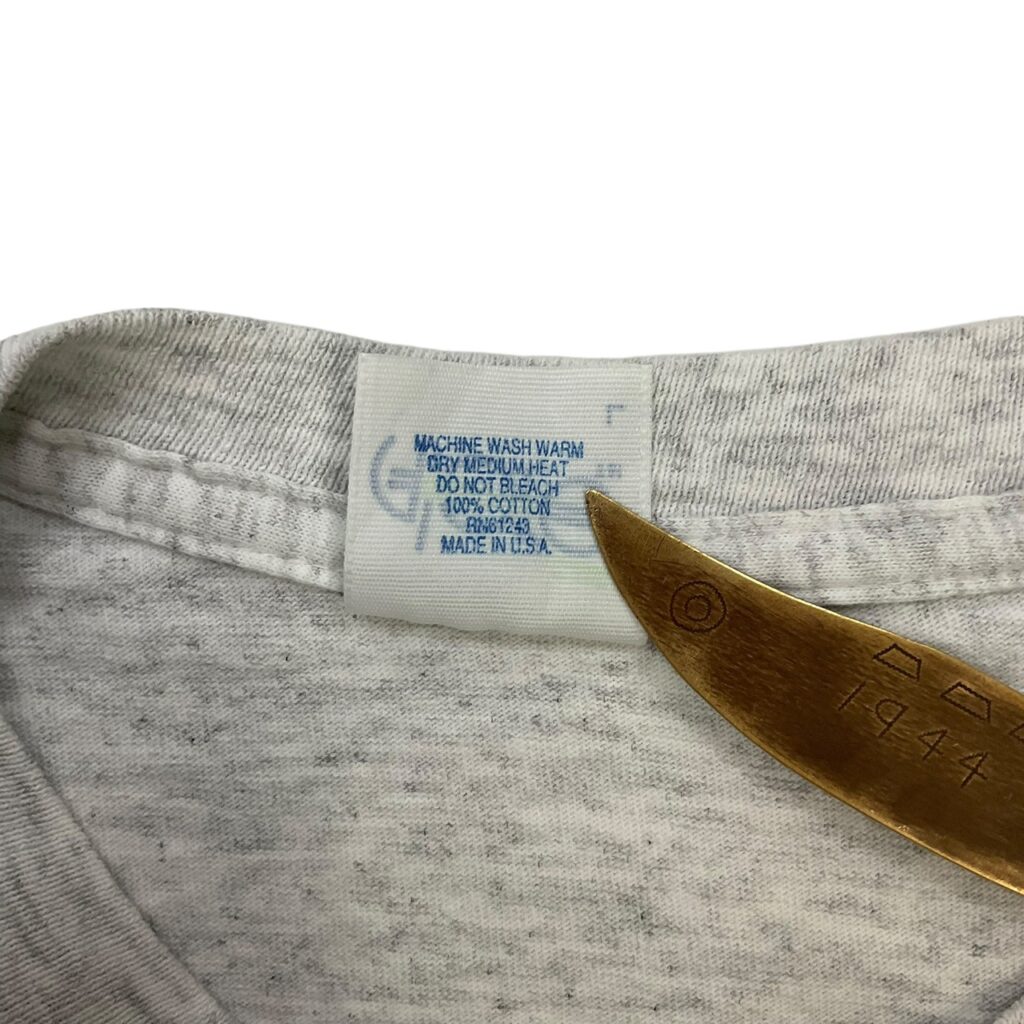 MACHINE WASH WARM
DRY MEDIUM HEAT
DO NOT BLEACH
100% COTTON
RN61243
MADE IN U.S.A.
1944